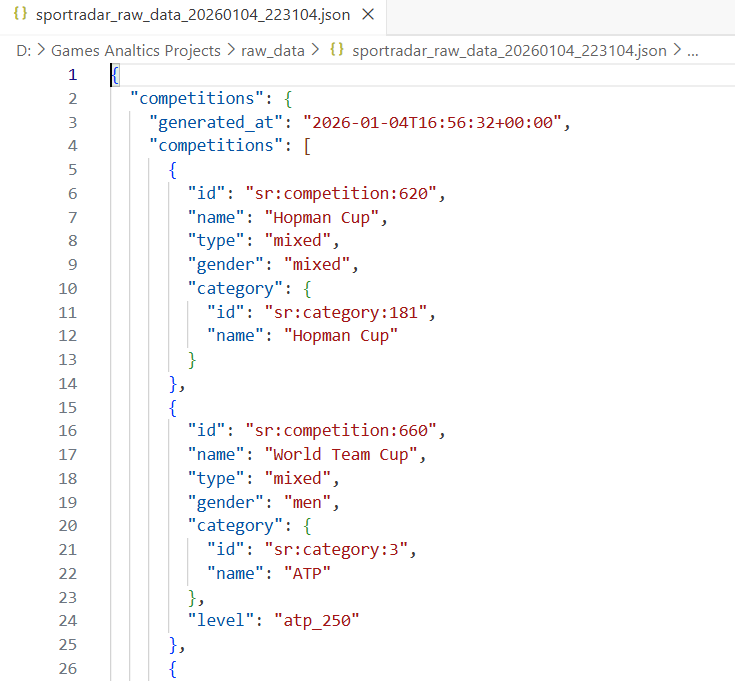 {} sportradar_raw_data_20260104_223104.json ×
D: > Games Analtics Projects > raw_data > {} sportradar_raw_data_20260104_223104.json > ...
1 {
2 "competitions": {
3 "generated_at": "2026-01-04T16:56:32+00:00",
4 "competitions": [
5 {
6 "id": "sr:competition:620",
7 "name": "Hopman Cup",
8 "type": "mixed",
9 "gender": "mixed",
10 "category": {
11 "id": "sr:category:181",
12 "name": "Hopman Cup"
13 }
14 },
15 {
16 "id": "sr:competition:660",
17 "name": "World Team Cup",
18 "type": "mixed",
19 "gender": "men",
20 "category": {
21 "id": "sr:category:3",
22 "name": "ATP"
23 },
24 "level": "atp_250"
25 },
26 {